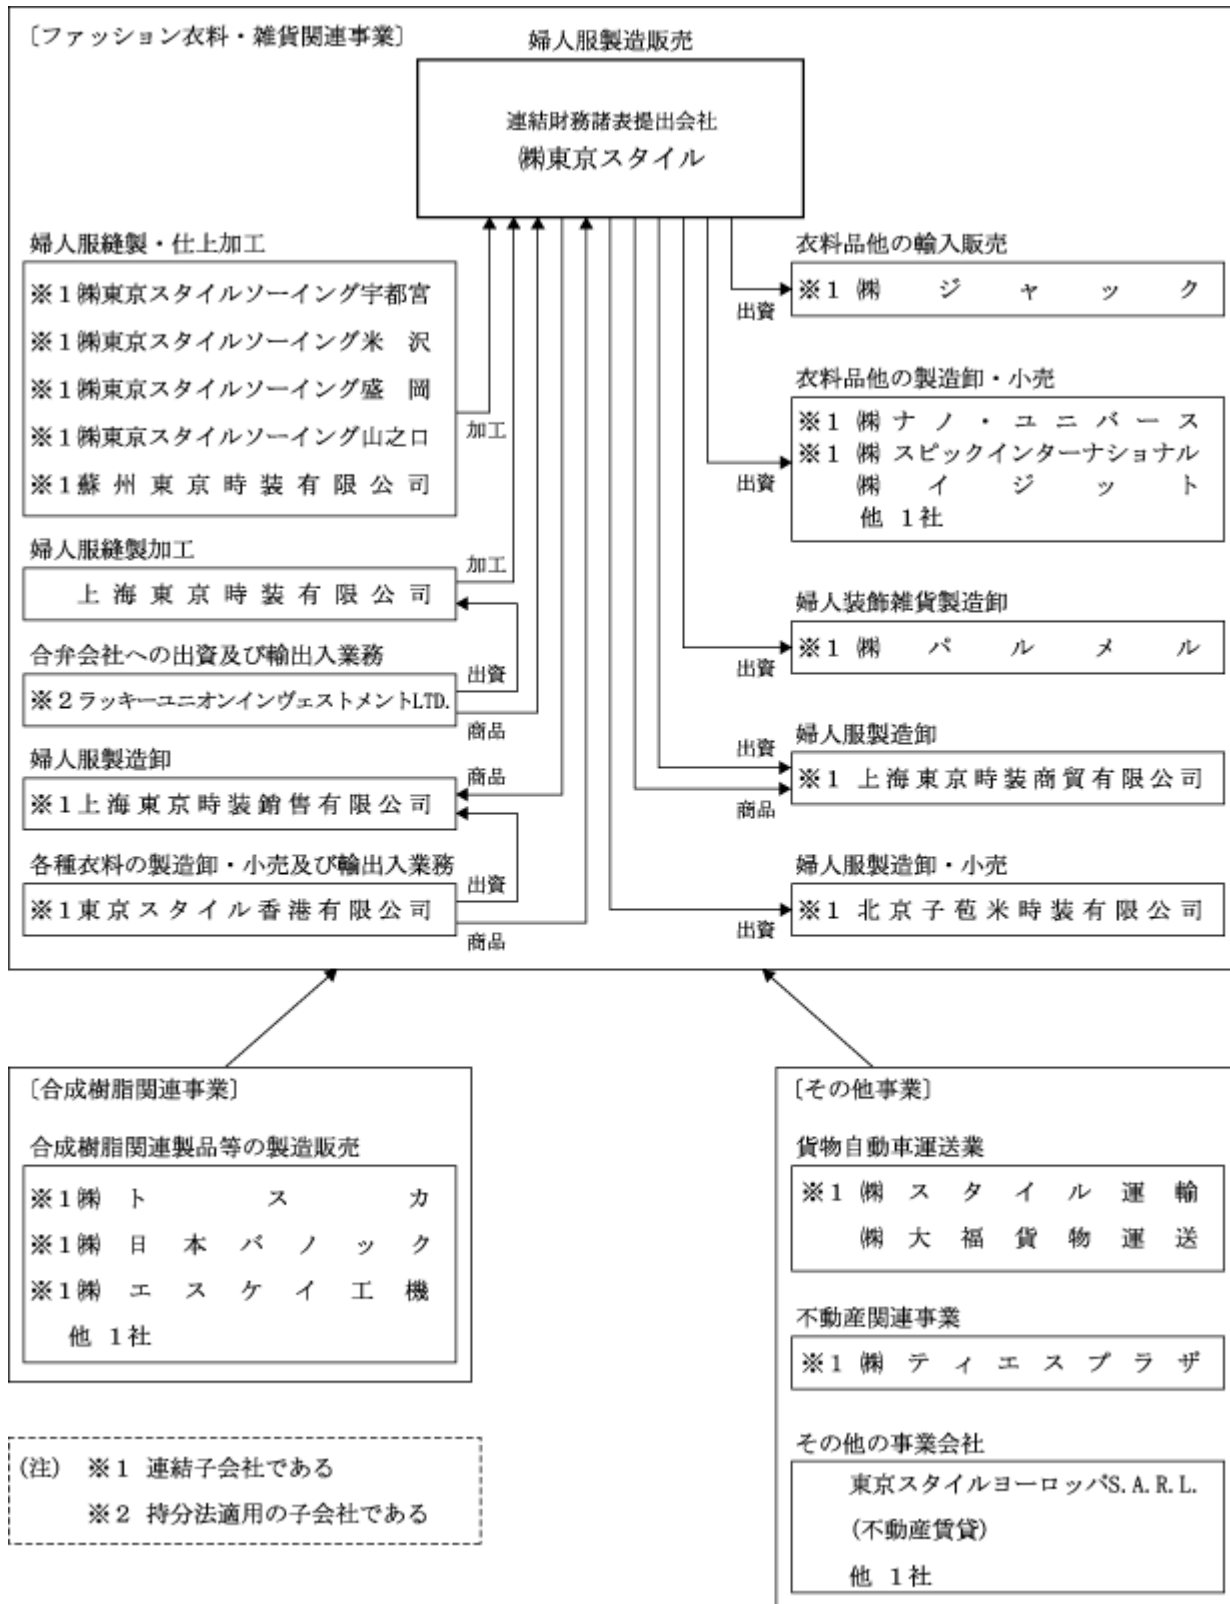 〔ファッション衣料・雑貨関連事業〕
婦人服製造販売
連結財務諸表提出会社
㈱東京スタイル
婦人服縫製・仕上加工
※１㈱東京スタイルソーイング宇都宮
※１㈱東京スタイルソーイング米　沢
※１㈱東京スタイルソーイング盛　岡
※１㈱東京スタイルソーイング山之口
※１蘇州東京時装有限公司
加工
婦人服縫製加工
上海東京時装有限公司
加工
合弁会社への出資及び輸出入業務
※２ラッキーユニオンインヴェストメントLTD.
出資
商品
婦人服製造卸
※１上海東京時装銷售有限公司
商品
各種衣料の製造卸・小売及び輸出入業務
※１東京スタイル香港有限公司
出資
商品
衣料品他の輸入販売
※１ ㈱ジャック
出資
衣料品他の製造卸・小売
※１ ㈱ナノ・ユニバース
※１ ㈱スピックインターナショナル
㈱イジット
他 １社
出資
婦人装飾雑貨製造卸
※１ ㈱パルメル
出資
婦人服製造卸
※１ 上海東京時装商貿有限公司
出資
商品
婦人服製造卸・小売
※１ 北京子苞米時装有限公司
出資
〔合成樹脂関連事業〕
合成樹脂関連製品等の製造販売
※１㈱トスカ
※１㈱日本バノック
※１㈱エスケイ工機
他 １社
〔その他事業〕
貨物自動車運送業
※１ ㈱スタイル運輸
㈱大福貨物運送
不動産関連事業
※１ ㈱ティエスプラザ
その他の事業会社
東京スタイルヨーロッパS.A.R.L.
(不動産賃貸)
他 １社
(注) ※１ 連結子会社である
※２ 持分法適用の子会社である